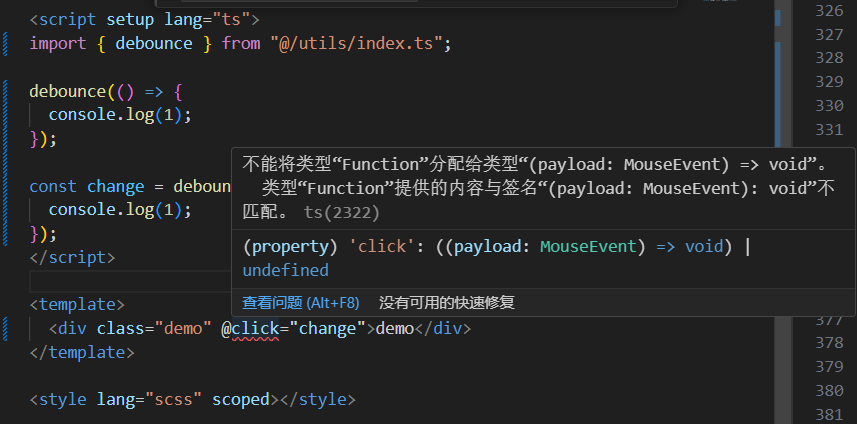 <script setup lang="ts">
import { debounce } from "@/utils/index.ts";
debounce(() => {
  console.log(1);
});
const change = deboun
  console.log(1);
});
</script>
<template>
  <div class="demo" @click="change">demo</div>
</template>
<style lang="scss" scoped></style>
不能将类型“Function”分配给类型“(payload: MouseEvent) => void”。
  类型“Function”提供的内容与签名“(payload: MouseEvent): void”不
匹配。 ts(2322)
(property) 'click': ((payload: MouseEvent) => void) |
undefined
查看问题 (Alt+F8) 没有可用的快速修复
326
327
328
329
330
331
377
378
379
380
381